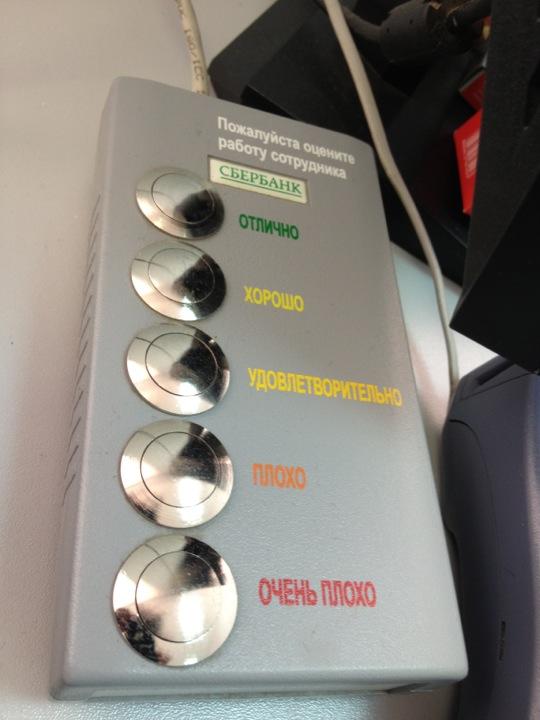 Пожалуйста оцените
работу сотрудника
СБЕРБАНК
ОТЛИЧНО
ХОРОШО
УДОВЛЕТВОРИТЕЛЬНО
ПЛОХО
ОЧЕНЬ ПЛОХО